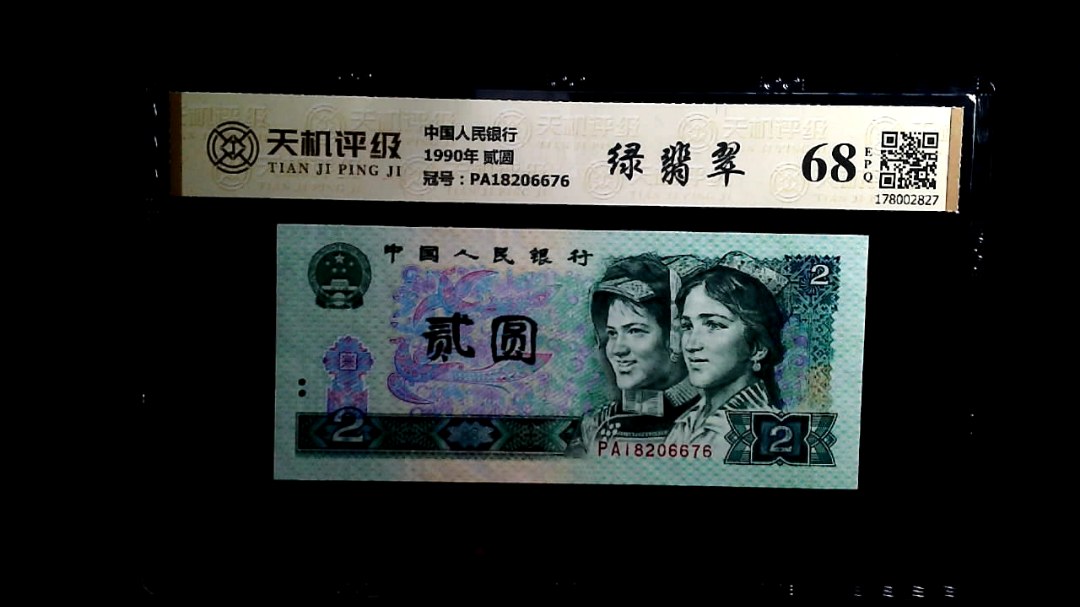 天机评级
TIAN JI PING JI
中国人民银行
1990年 贰圆
冠号：PA18206676
绿翡翠
68
EPQ
178002827
中国人民银行
贰圆
2
2
2
PA18206676